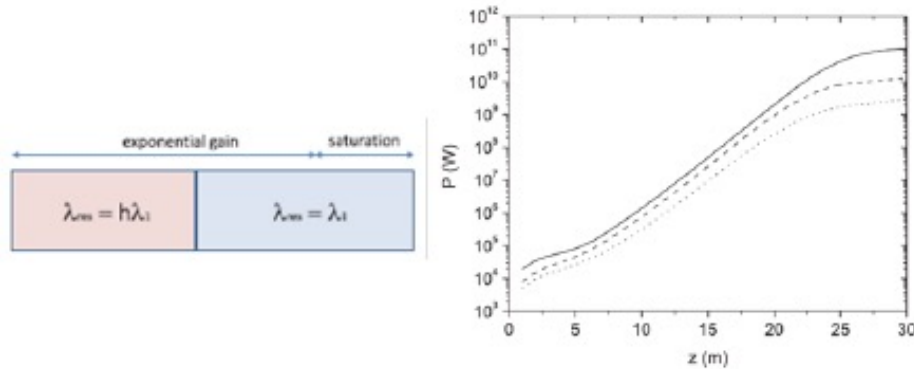 exponential gain
saturation
λres = hλ1
λres = λ1
10¹²
10¹¹
10¹⁰
10⁹
10⁸
10⁷
10⁶
10⁵
10⁴
10³
P (W)
0 5 10 15 20 25 30
z (m)